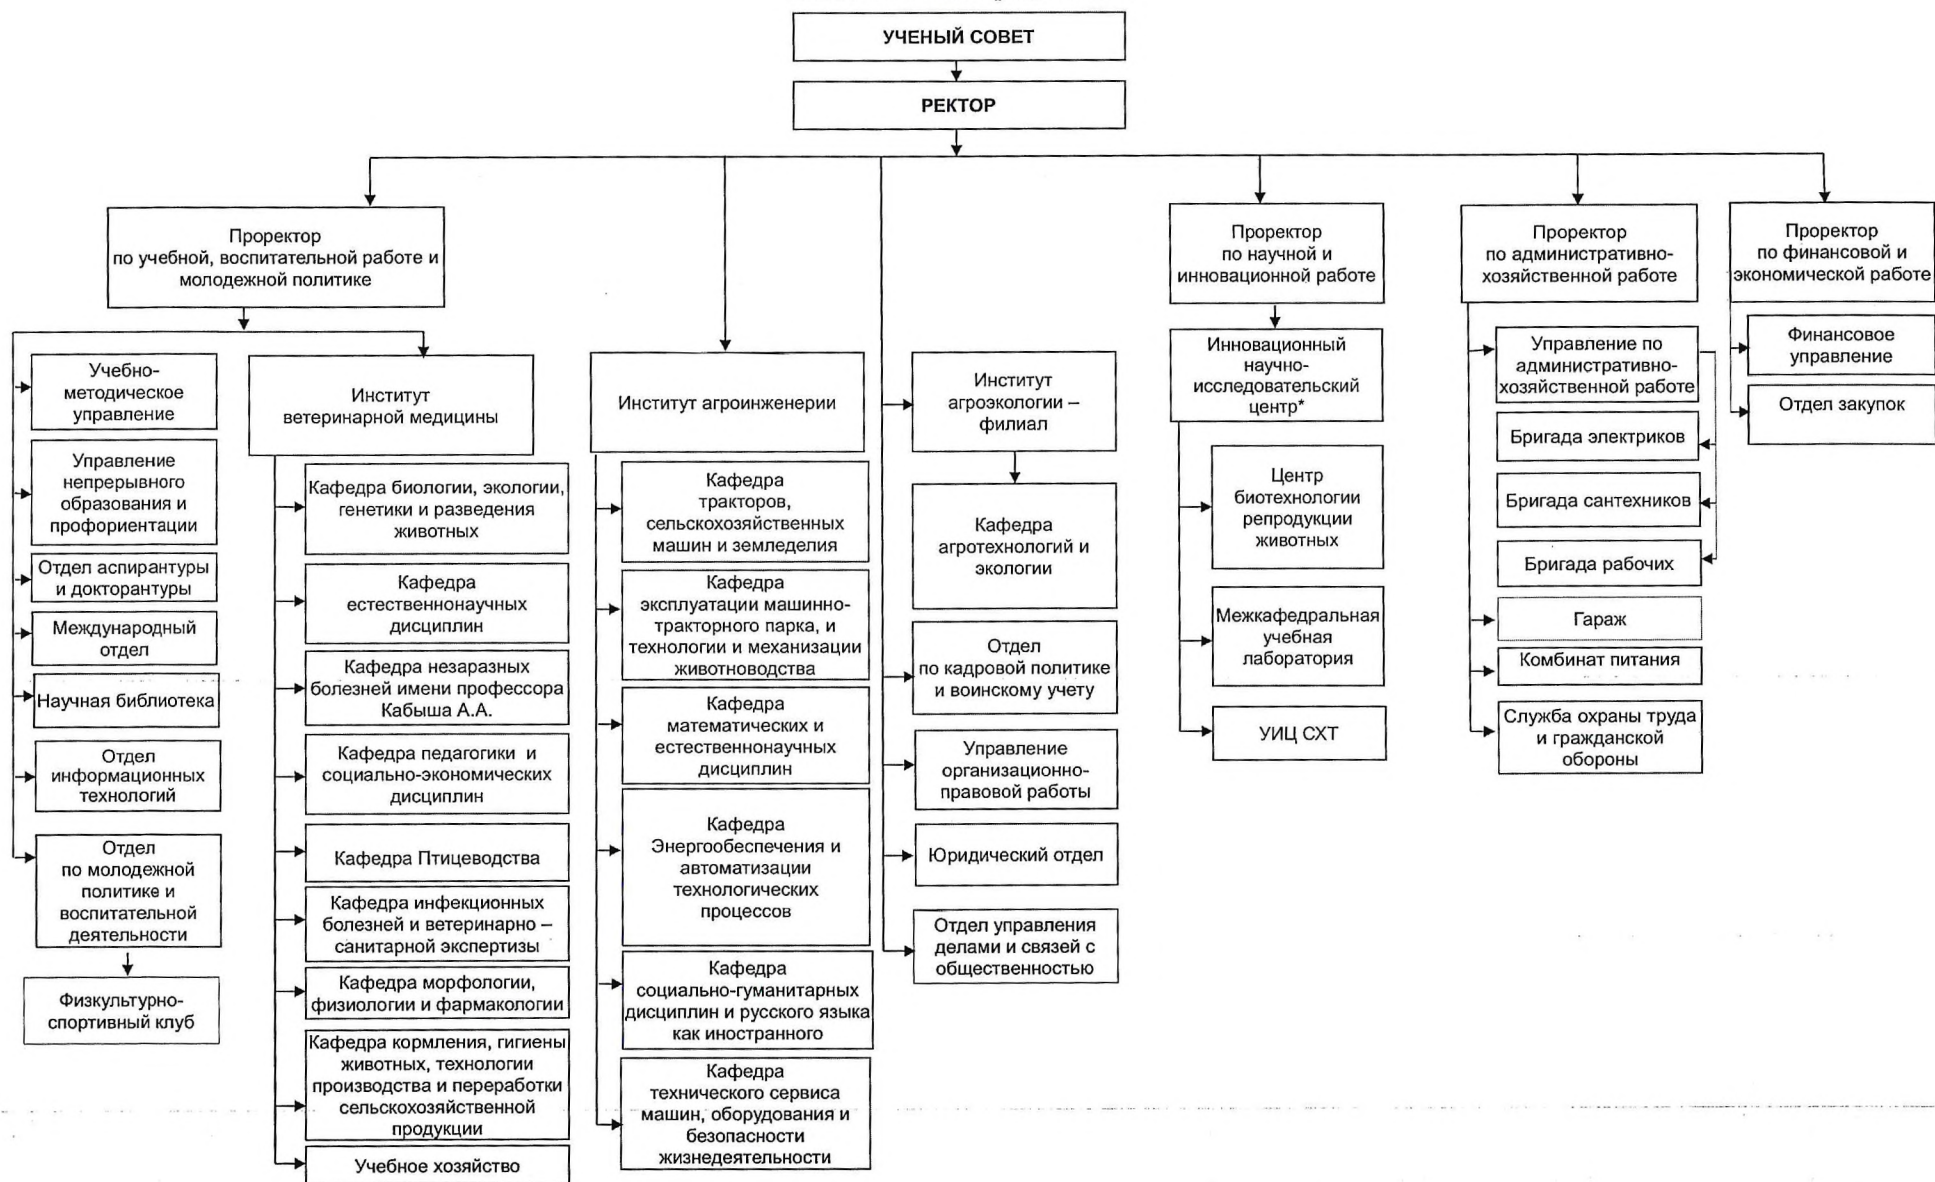 УЧЕНЫЙ СОВЕТ
РЕКТОР
Проректор
по учебной, воспитательной работе и
молодежной политике
Проректор
по научной и
инновационной работе
Проректор
по административно-
хозяйственной работе
Проректор
по финансовой и
экономической работе
Учебно-
методическое
управление
Управление
непрерывного
образования и
профориентации
Отдел аспирантуры
и докторантуры
Международный
отдел
Научная библиотека
Отдел
информационных
технологий
Отдел
по молодежной
политике и
воспитательной
деятельности
Физкультурно-
спортивный клуб
Институт
ветеринарной медицины
Кафедра биологии, экологии,
генетики и разведения
животных
Кафедра
естественнонаучных
дисциплин
Кафедра незаразных
болезней имени профессора
Кабыша А.А.
Кафедра педагогики и
социально-экономических
дисциплин
Кафедра Птицеводства
Кафедра инфекционных
болезней и ветеринарно –
санитарной экспертизы
Кафедра морфологии,
физиологии и фармакологии
Кафедра кормления, гигиены
животных, технологии
производства и переработки
сельскохозяйственной
продукции
Учебное хозяйство
Институт агроинженерии
Кафедра
тракторов,
сельскохозяйственных
машин и земледелия
Кафедра
эксплуатации машинно-
тракторного парка, и
технологии и механизации
животноводства
Кафедра
математических и
естественнонаучных
дисциплин
Кафедра
Энергообеспечения и
автоматизации
технологических
процессов
Кафедра
социально-гуманитарных
дисциплин и русского языка
как иностранного
Кафедра
технического сервиса
машин, оборудования и
безопасности
жизнедеятельности
Институт
агроэкологии –
филиал
Кафедра
агротехнологий и
экологии
Отдел
по кадровой политике
и воинскому учету
Управление
организационно-
правовой работы
Юридический отдел
Отдел управления
делами и связей с
общественностью
Инновационный
научно-
исследовательский
центр*
Центр
биотехнологии
репродукции
животных
Межкафедральная
учебная
лаборатория
УИЦ СХТ
Управление по
административно-
хозяйственной работе
Бригада электриков
Бригада сантехников
Бригада рабочих
Гараж
Комбинат питания
Служба охраны труда
и гражданской
обороны
Финансовое
управление
Отдел закупок